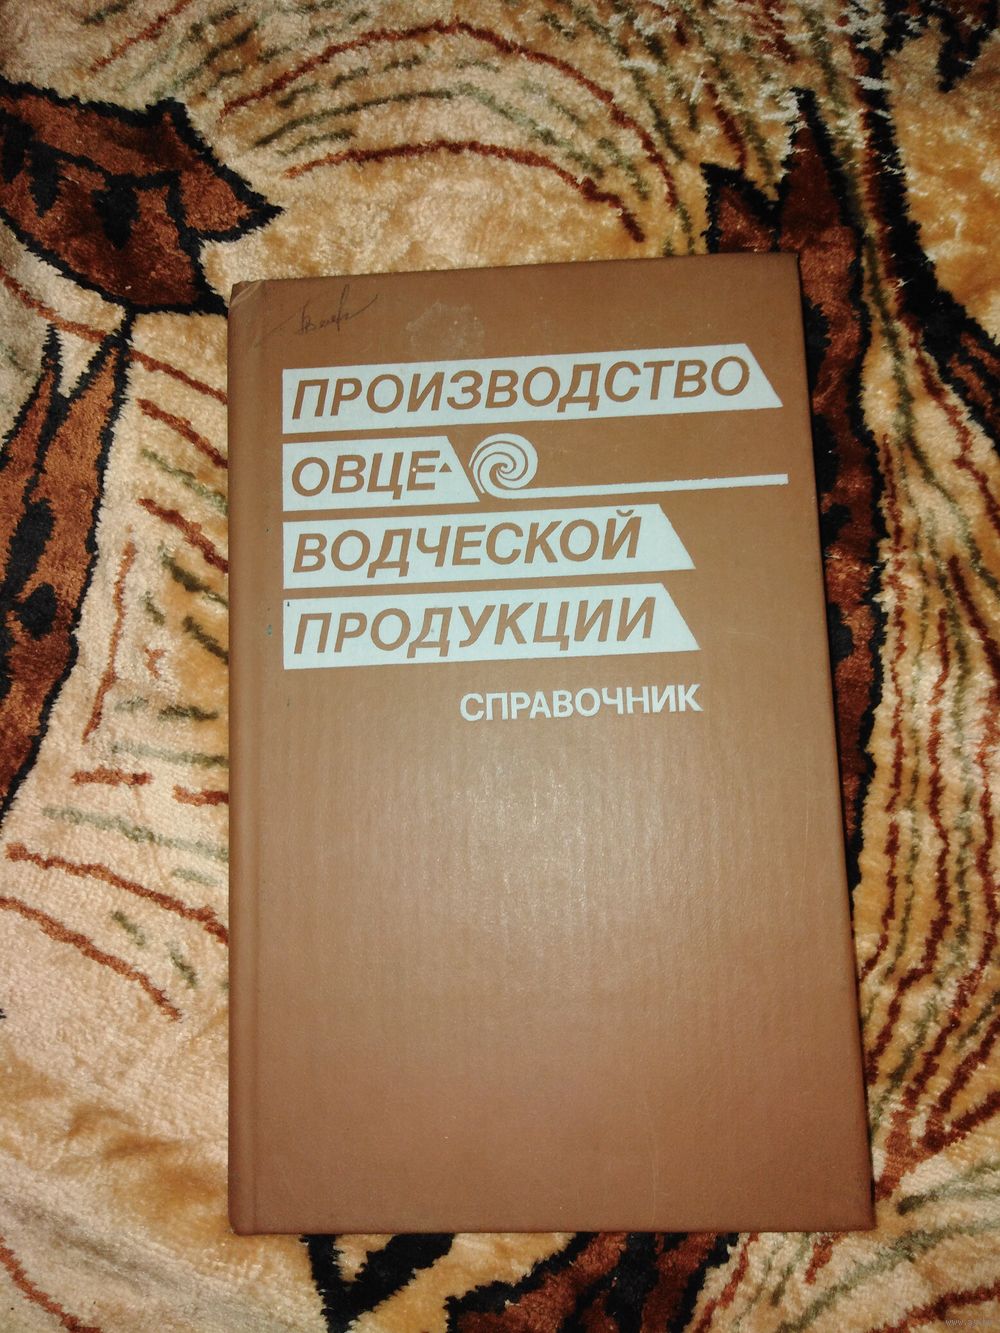 ПРОИЗВОДСТВО
ОВЦЕ-
ВОДЧЕСКОЙ
ПРОДУКЦИИ
СПРАВОЧНИК